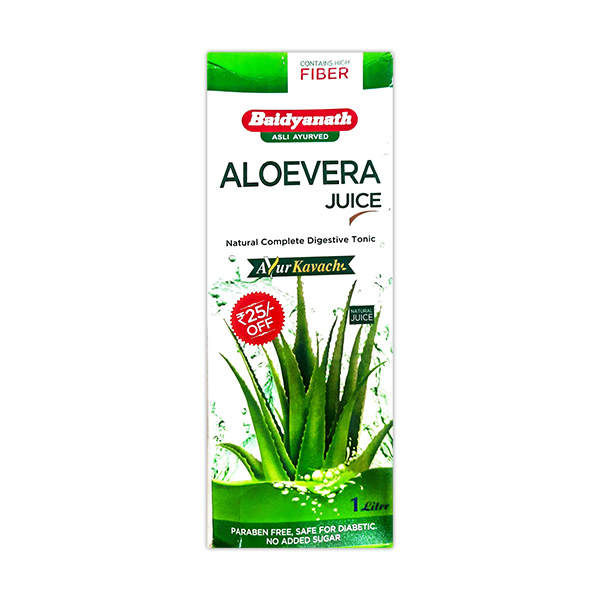 CONTAINS HIGH
FIBER
Baidyanath
ASLI AYURVED
ALOEVERA
JUICE
Natural Complete Digestive Tonic
AyurKavach
₹25/-
OFF
NATURAL
JUICE
1 Litre
PARABEN FREE, SAFE FOR DIABETIC.
NO ADDED SUGAR